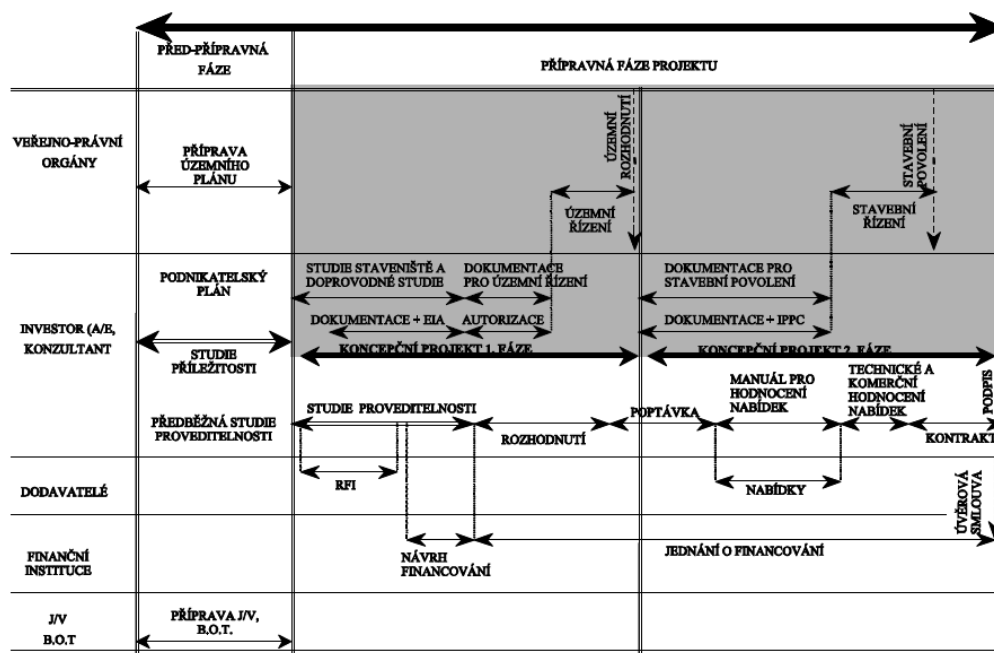 PŘED-PŘÍPRAVNÁ
FÁZE
PŘÍPRAVNÁ FÁZE PROJEKTU
VEŘEJNO-PRÁVNÍ
ORGÁNY
PŘÍPRAVA
ÚZEMNÍHO
PLÁNU
ÚZEMNÍ
ROZHODNUTÍ
ÚZEMNÍ
ŘÍZENÍ
STAVEBNÍ
POVOLENÍ
STAVEBNÍ
ŘÍZENÍ
INVESTOR (A/E,
KONZULTANT
PODNIKATELSKÝ
PLÁN
STUDIE STAVENIŠTĚ A
DOPROVODNÉ STUDIE
DOKUMENTACE
PRO ÚZEMNÍ ŘÍZENÍ
DOKUMENTACE PRO
STAVEBNÍ POVOLENÍ
DOKUMENTACE + EIA
AUTORIZACE
DOKUMENTACE + IPPC
STUDIE
PŘÍLEŽITOSTI
KONCEPČNÍ PROJEKT 1. FÁZE
KONCEPČNÍ PROJEKT 2. FÁZE
PŘEDBĚŽNÁ STUDIE
PROVEDITELNOSTI
STUDIE PROVEDITELNOSTI
ROZHODNUTÍ
POPTÁVKA
MANUÁL PRO
HODNOCENÍ
NABÍDEK
TECHNICKÉ A
KOMERČNÍ
HODNOCENÍ
NABÍDEK
PODPIS
KONTRAKT
DODAVATELÉ
RFI
NABÍDKY
ÚVĚROVÁ
SMLOUVA
FINANČNÍ
INSTITUCE
NÁVRH
FINANCOVÁNÍ
JEDNÁNÍ O FINANCOVÁNÍ
J/V
B.O.T
PŘÍPRAVA J/V,
B.O.T.